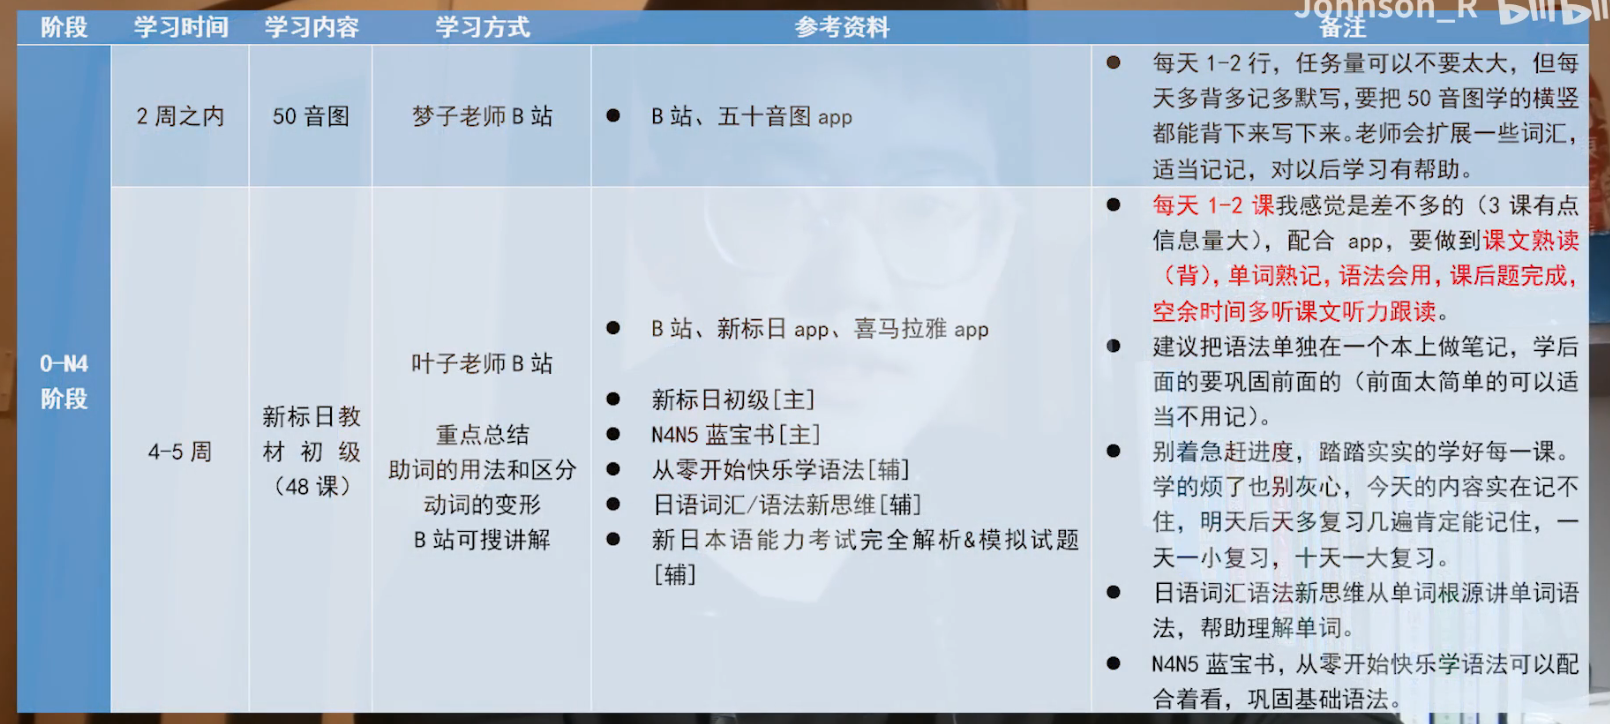 Johnson_R bilibili
阶段 学习时间 学习内容 学习方式 参考资料 备注
0-N4
阶段
2 周之内
50 音图
梦子老师 B 站
● B 站、五十音图 app
● 每天 1-2 行，任务量可以不要太大，但每
天多背多记多默写,要把 50 音图学的横竖
都能背下来写下来。老师会扩展一些词汇，
适当记记，对以后学习有帮助。
4-5 周
新标日教
材 初 级
（48 课）
叶子老师 B 站
重点总结
助词的用法和区分
动词的变形
B 站可搜讲解
● B 站、新标日 app、喜马拉雅 app
● 新标日初级[主]
● N4N5 蓝宝书[主]
● 从零开始快乐学语法[辅]
● 日语词汇/语法新思维[辅]
● 新日本语能力考试完全解析&模拟试题
[辅]
● 每天 1-2 课我感觉是差不多的（3 课有点
信息量大），配合 app，要做到课文熟读
（背），单词熟记，语法会用，课后题完成，
空余时间多听课文听力跟读。
● 建议把语法单独在一个本上做笔记，学后
面的要巩固前面的（前面太简单的可以适
当不用记）。
● 别着急赶进度，踏踏实实的学好每一课。
学的烦了也别灰心，今天的内容实在记不
住，明天后天多复习几遍肯定能记住，一
天一小复习，十天一大复习。
● 日语词汇语法新思维从单词根源讲单词语
法，帮助理解单词。
● N4N5 蓝宝书，从零开始快乐学语法可以配
合着看，巩固基础语法。